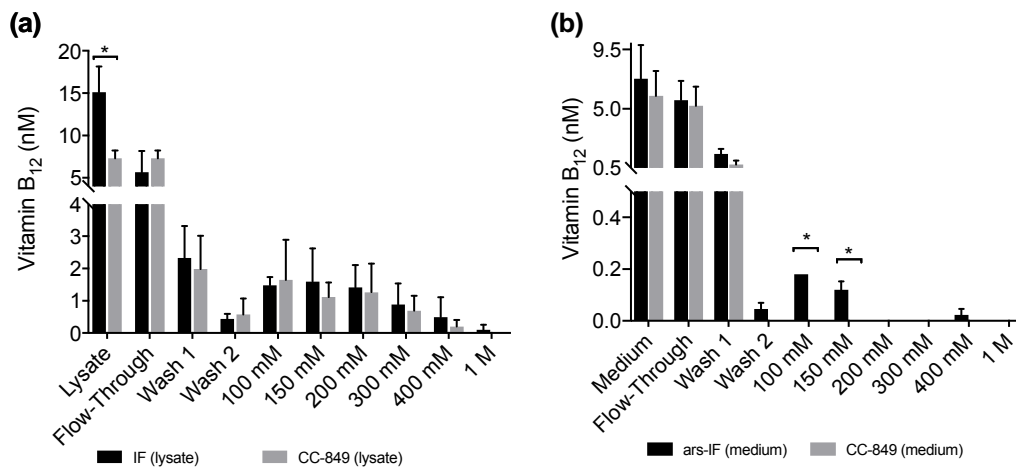 (a)
Vitamin B12 (nM)
20
15
10
5
4
3
2
1
0
*
Lysate
Flow-Through
Wash 1
Wash 2
100 mM
150 mM
200 mM
300 mM
400 mM
1 M
IF (lysate)
CC-849 (lysate)
(b)
Vitamin B12 (nM)
9.5
5.0
0.5
0.4
0.2
0.0
*
*
Medium
Flow-Through
Wash 1
Wash 2
100 mM
150 mM
200 mM
300 mM
400 mM
1 M
ars-IF (medium)
CC-849 (medium)